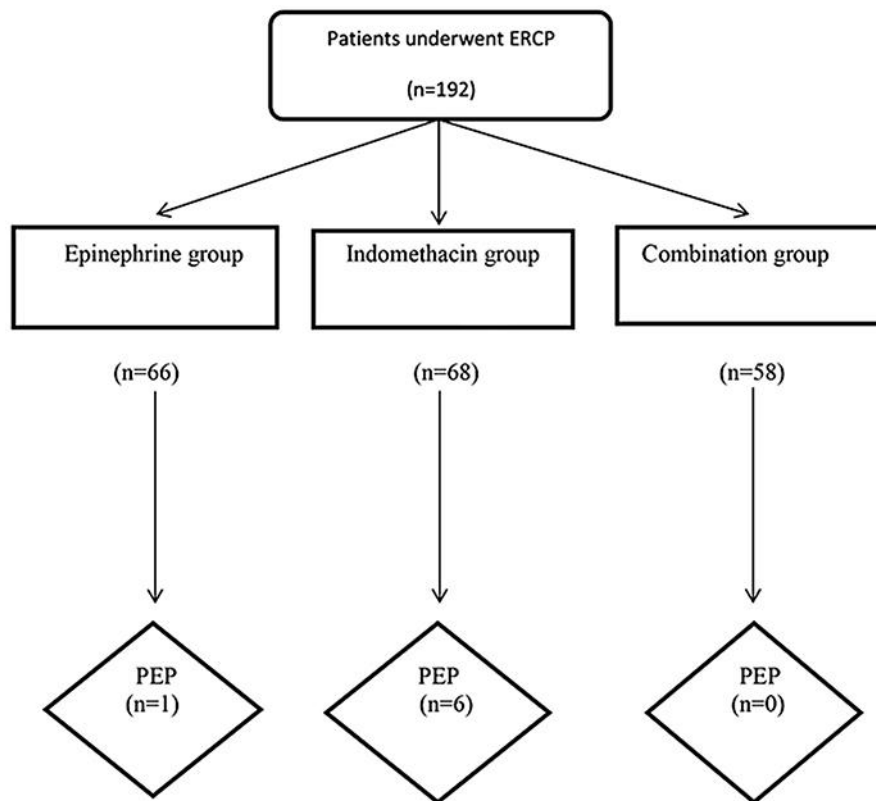 Patients underwent ERCP
(n=192)
Epinephrine group
Indomethacin group
Combination group
(n=66)
(n=68)
(n=58)
PEP
(n=1)
PEP
(n=6)
PEP
(n=0)